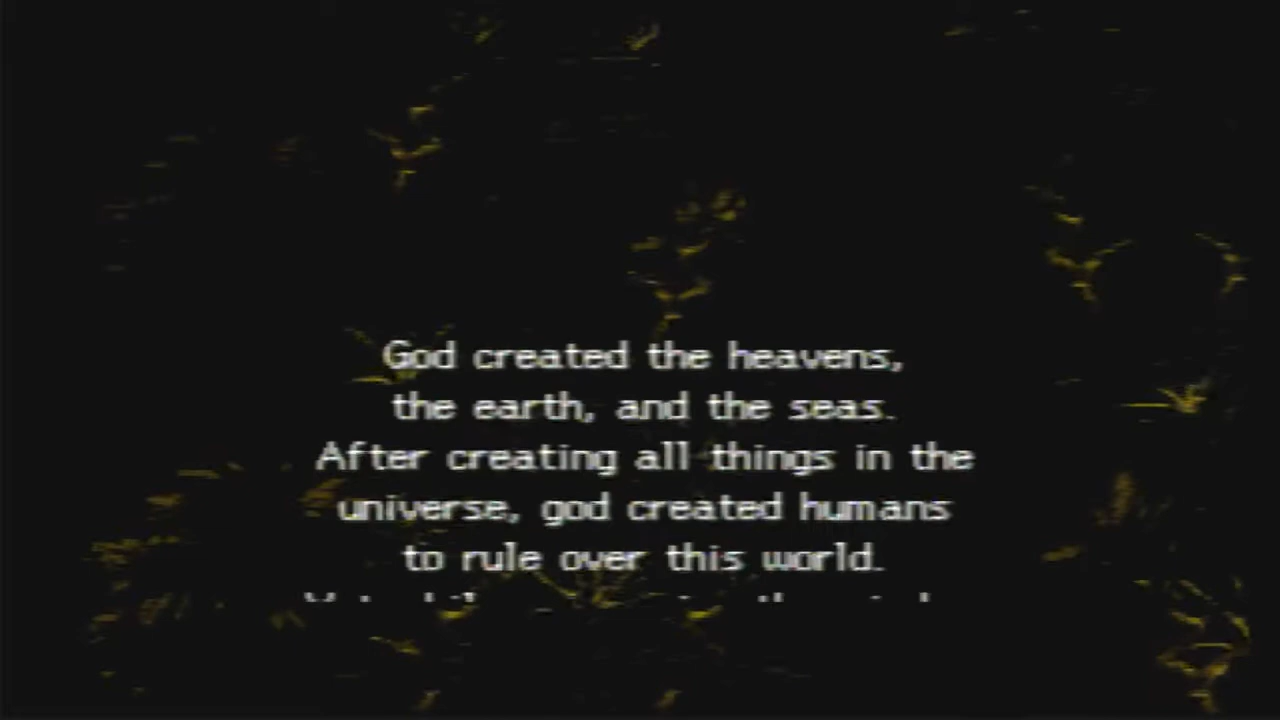 God created the heavens,
the earth, and the seas.
After creating all things in the
universe, god created humans
to rule over this world.